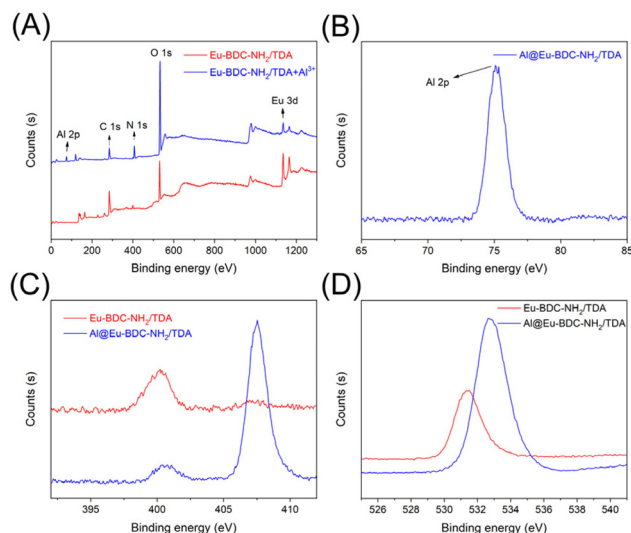 (A)
O 1s
Eu-BDC-NH₂/TDA
Eu-BDC-NH₂/TDA+Al³⁺
Eu 3d
Al 2p
C 1s
N 1s
Counts (s)
0 200 400 600 800 1000 1200
Binding energy (eV)
(B)
Al@Eu-BDC-NH₂/TDA
Al 2p
Counts (s)
65 70 75 80 85
Binding energy (eV)
(C)
Eu-BDC-NH₂/TDA
Al@Eu-BDC-NH₂/TDA
Counts (s)
395 400 405 410
Binding energy (eV)
(D)
Eu-BDC-NH₂/TDA
Al@Eu-BDC-NH₂/TDA
Counts (s)
526 528 530 532 534 536 538 540
Binding energy (eV)